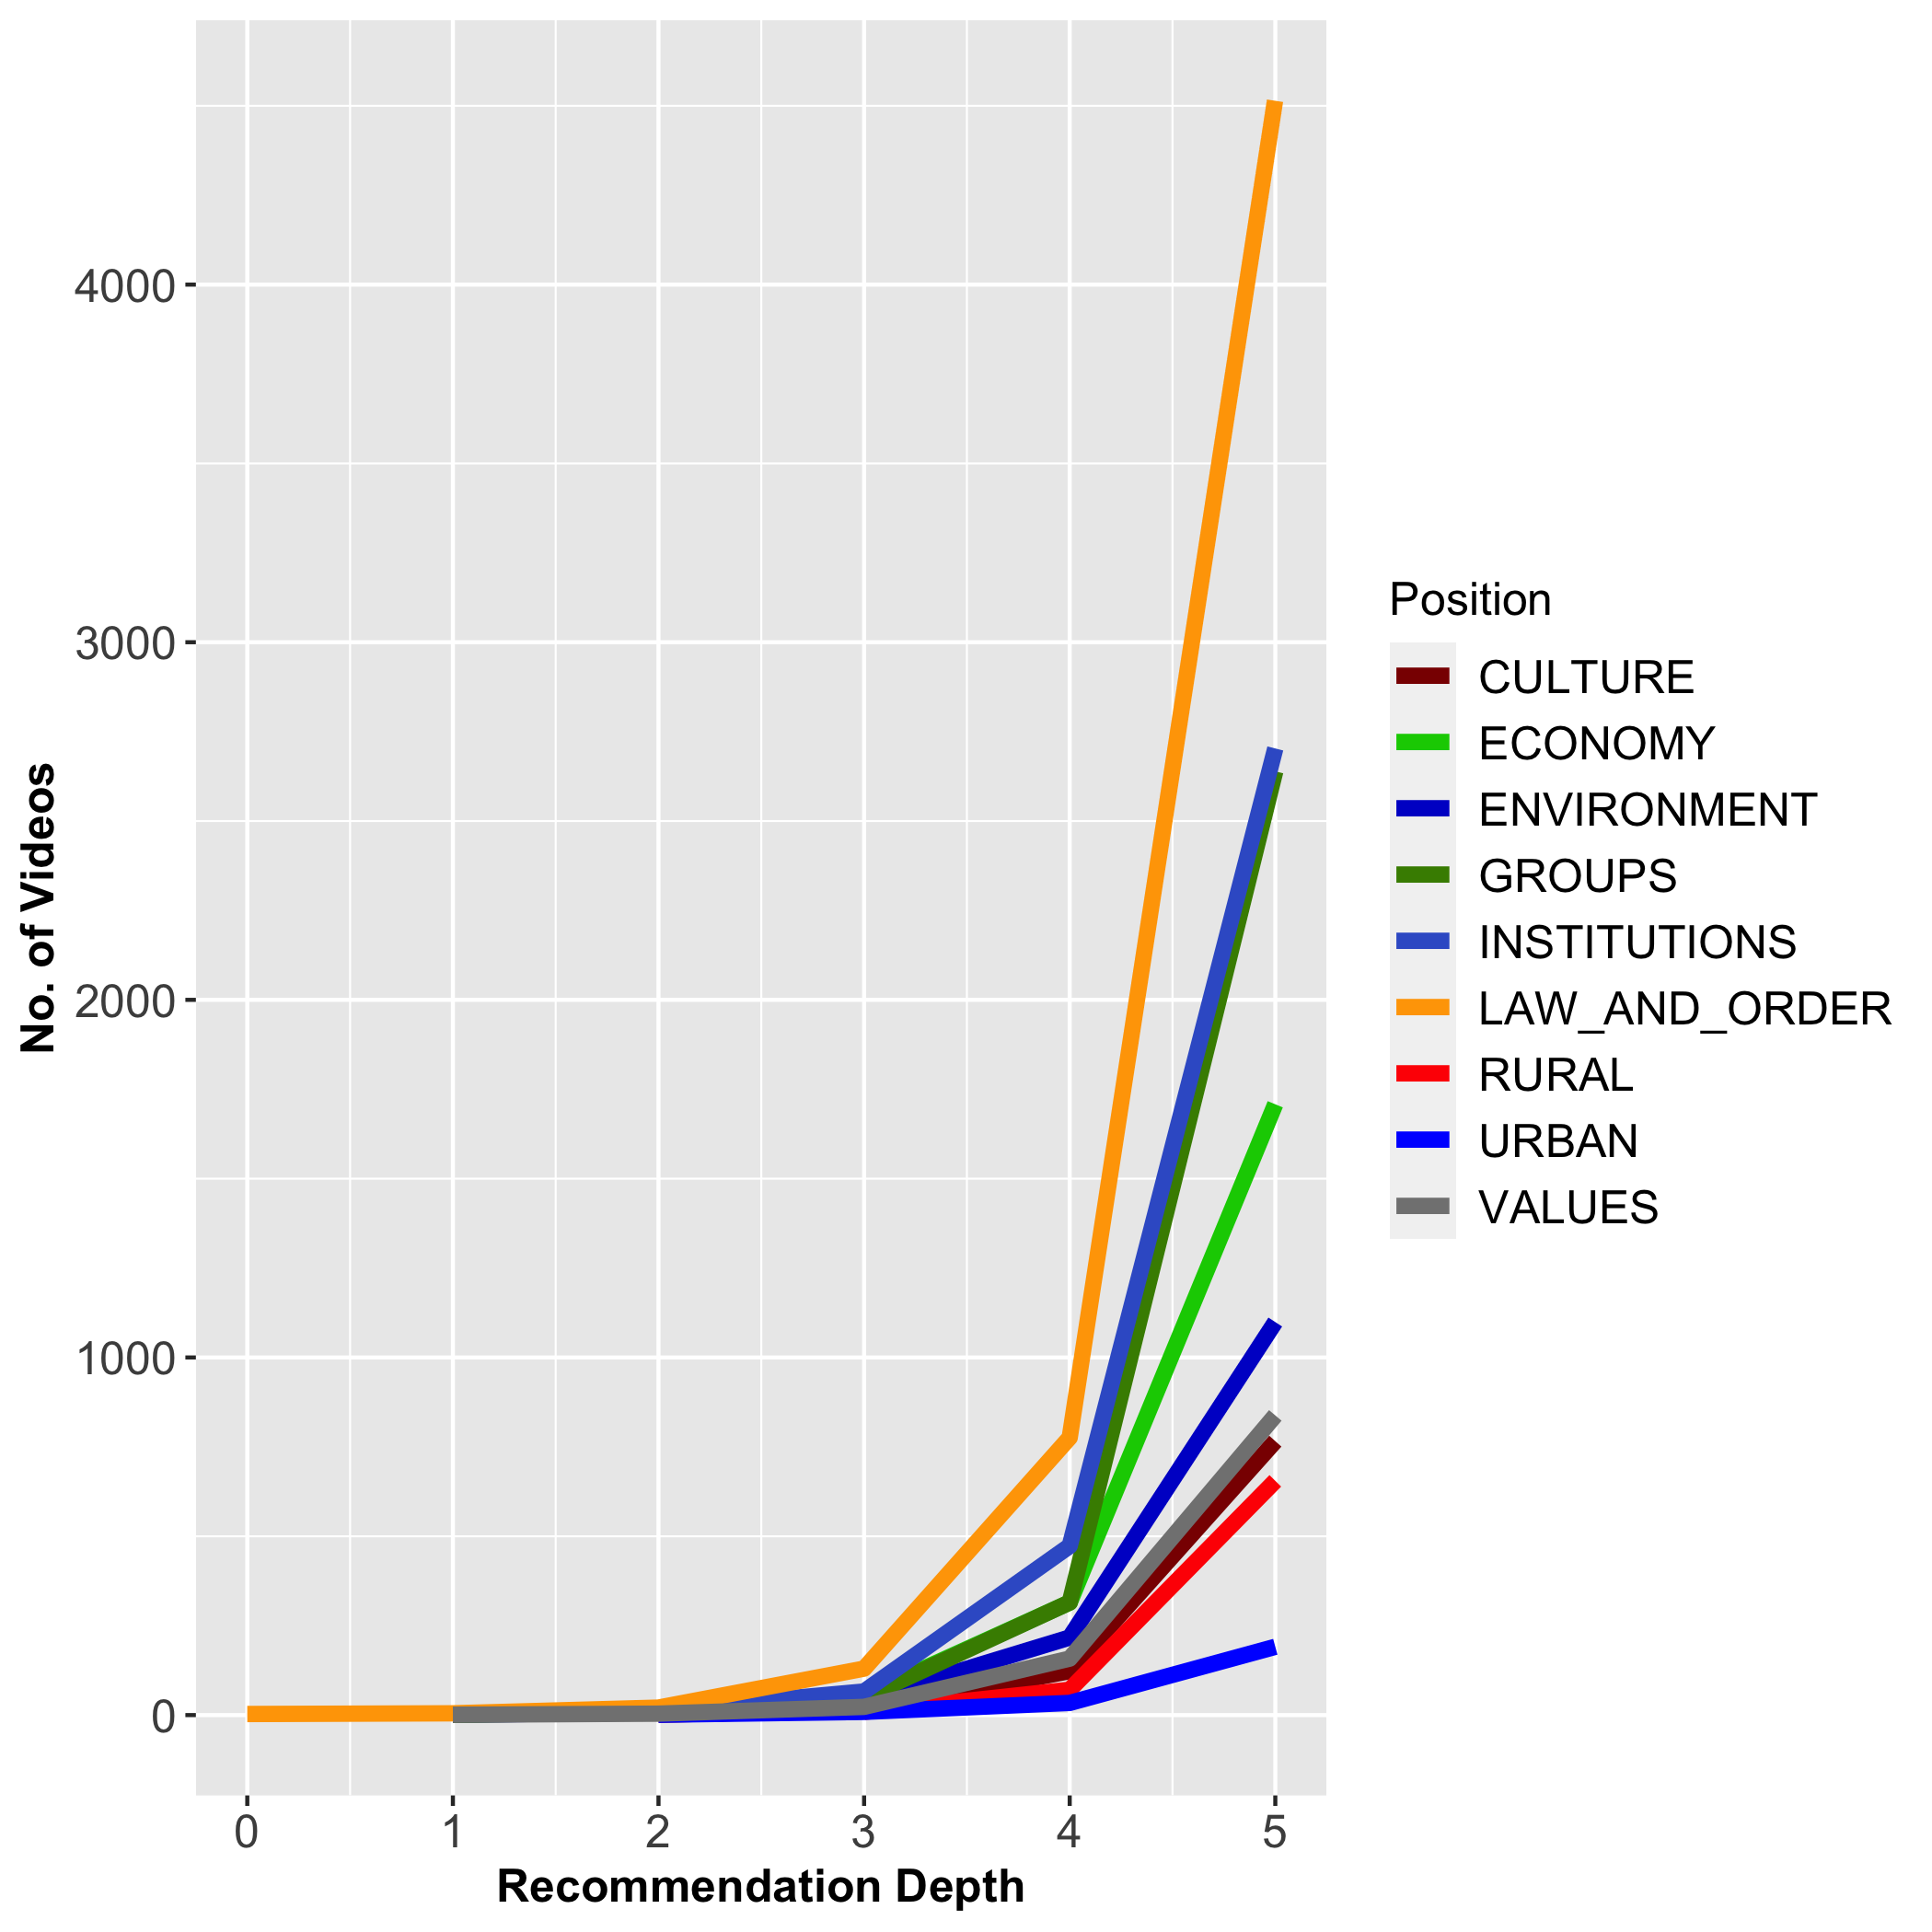 4000
3000
2000
1000
0
No. of Videos
0 1 2 3 4 5
Recommendation Depth
Position
CULTURE
ECONOMY
ENVIRONMENT
GROUPS
INSTITUTIONS
LAW_AND_ORDER
RURAL
URBAN
VALUES